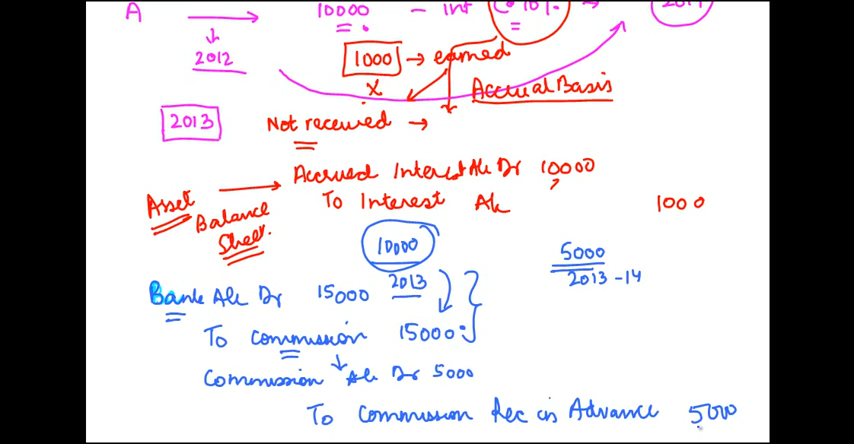 A → 10000 - Int @ 10%. →
2012
1000 → earned
x
Accrual Basis
2013 Not received →
Accrued Interest A/c Dr 10000
Asset → To Interest A/c 1000
Balance Sheet.
10000
5000
2013-14
Bank A/c Dr 15000 2013
To commission 15000
Commission A/c Dr 5000
To Commission Rec in Advance 5000